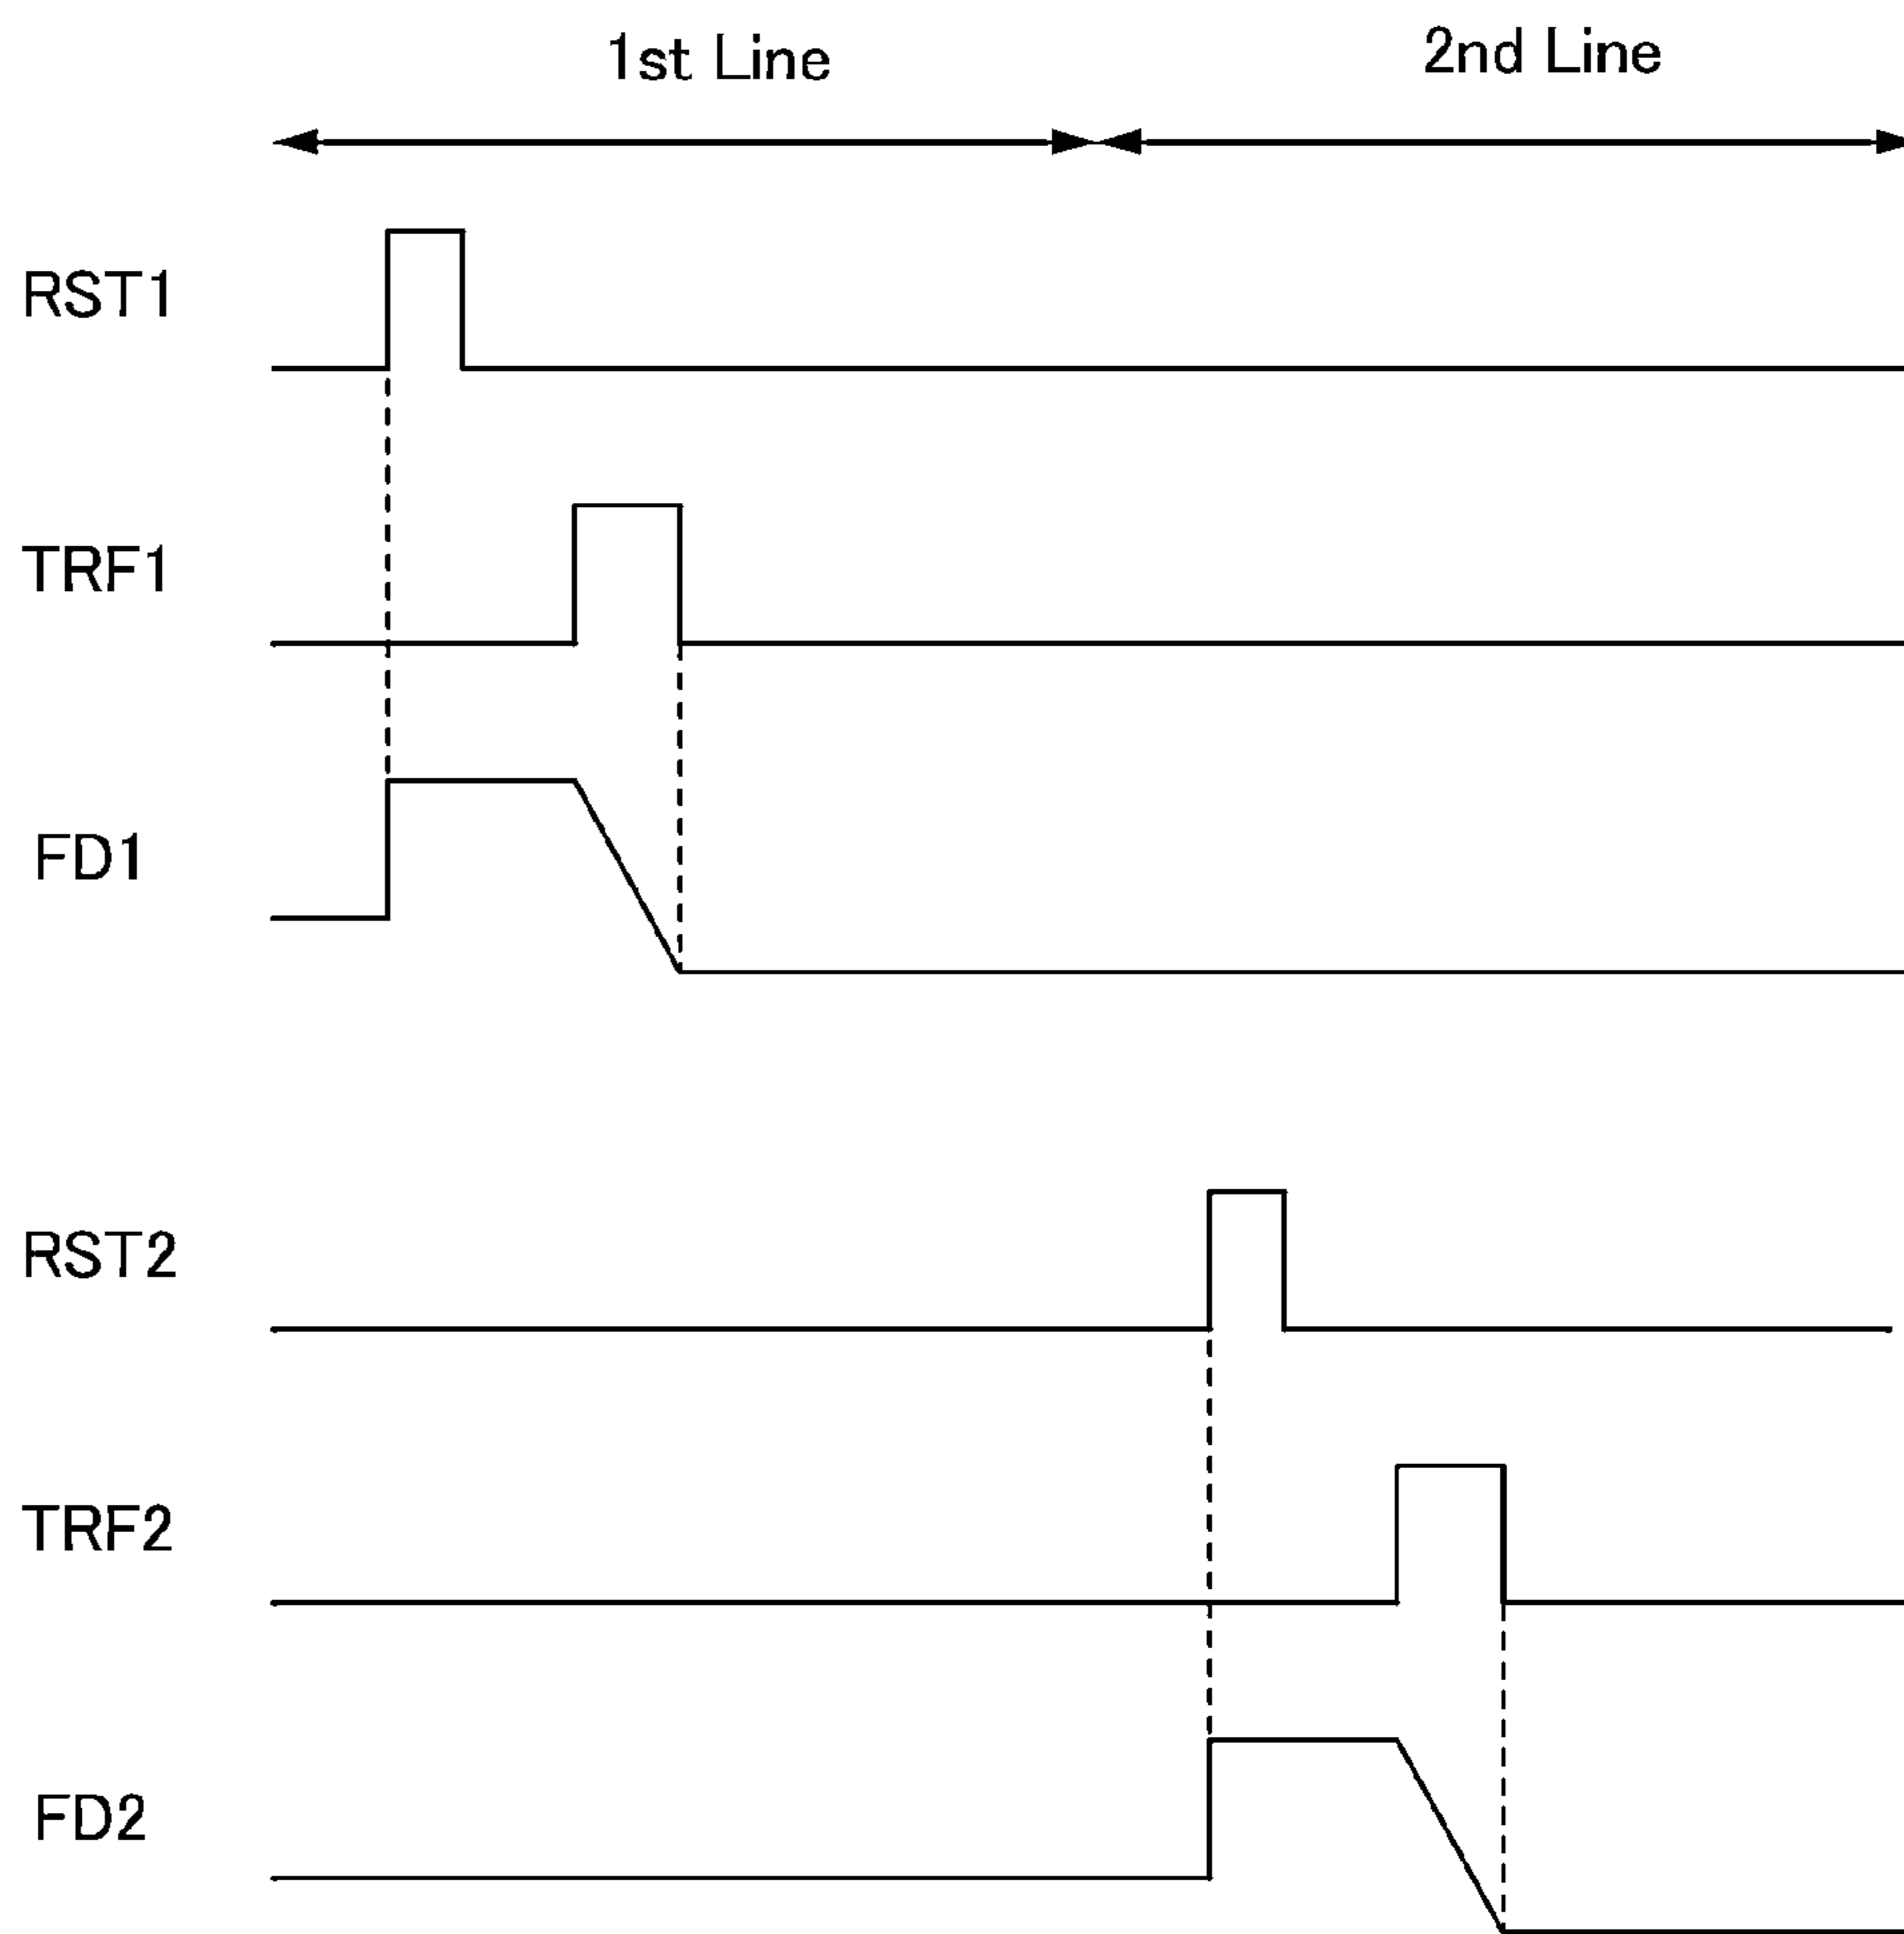 1st Line
2nd Line
RST1
TRF1
FD1
RST2
TRF2
FD2